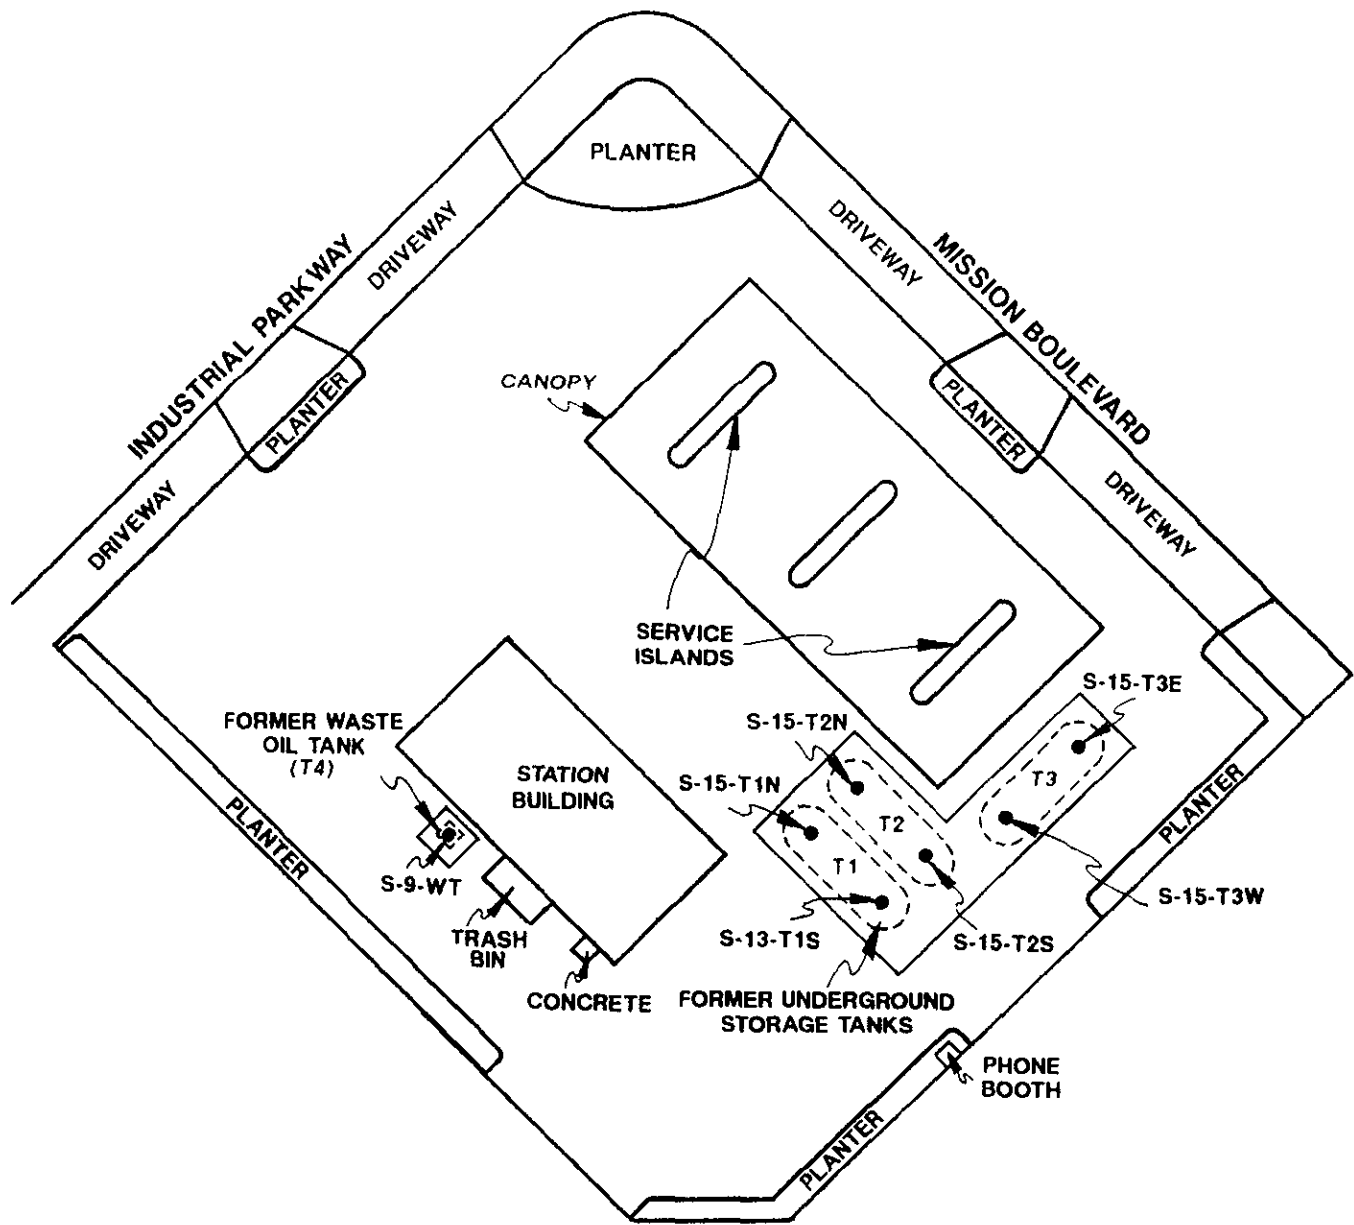 PLANTER
INDUSTRIAL PARKWAY
DRIVEWAY
DRIVEWAY
MISSION BOULEVARD
PLANTER
CANOPY
PLANTER
DRIVEWAY
DRIVEWAY
SERVICE
ISLANDS
S-15-T3E
FORMER WASTE
OIL TANK
(T4)
S-15-T2N
STATION
BUILDING
S-15-T1N
T3
T2
T1
PLANTER
PLANTER
S-9-WT
S-15-T3W
TRASH
BIN
S-13-T1S
S-15-T2S
CONCRETE
FORMER UNDERGROUND
STORAGE TANKS
PHONE
BOOTH
PLANTER